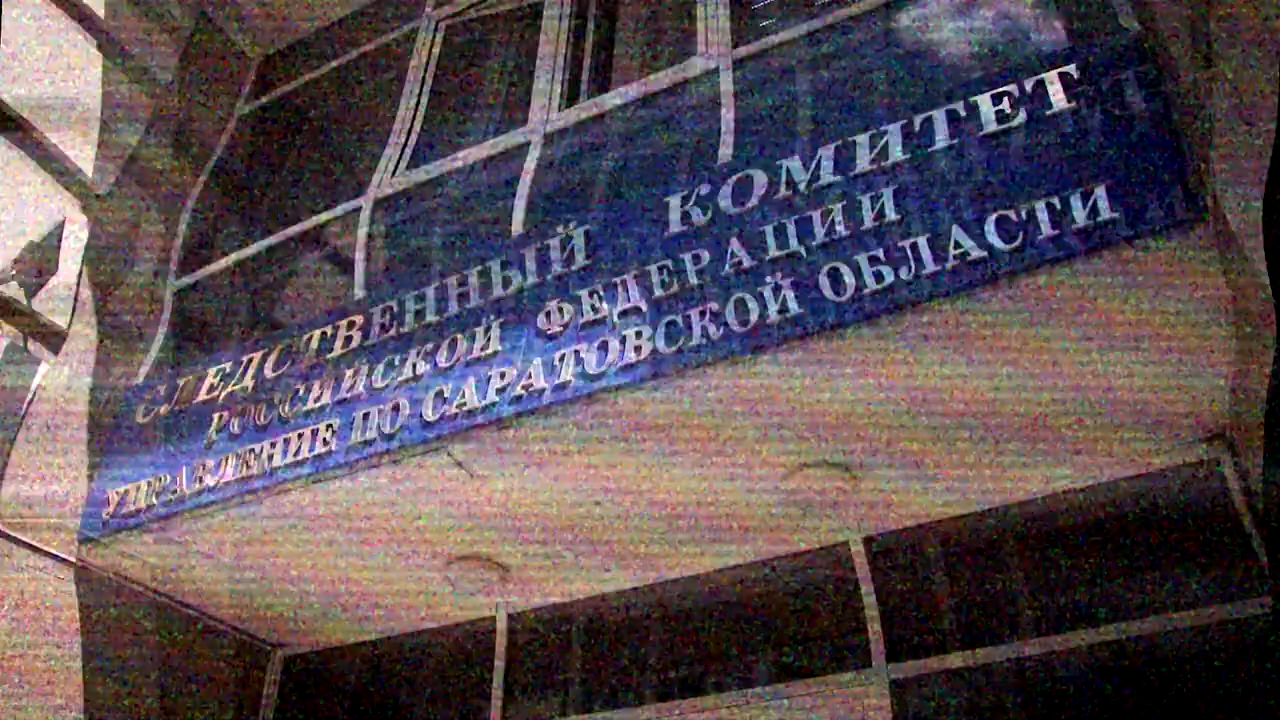 СЛЕДСТВЕННЫЙ КОМИТЕТ
РОССИЙСКОЙ ФЕДЕРАЦИИ
УПРАВЛЕНИЕ ПО САРАТОВСКОЙ ОБЛАСТИ